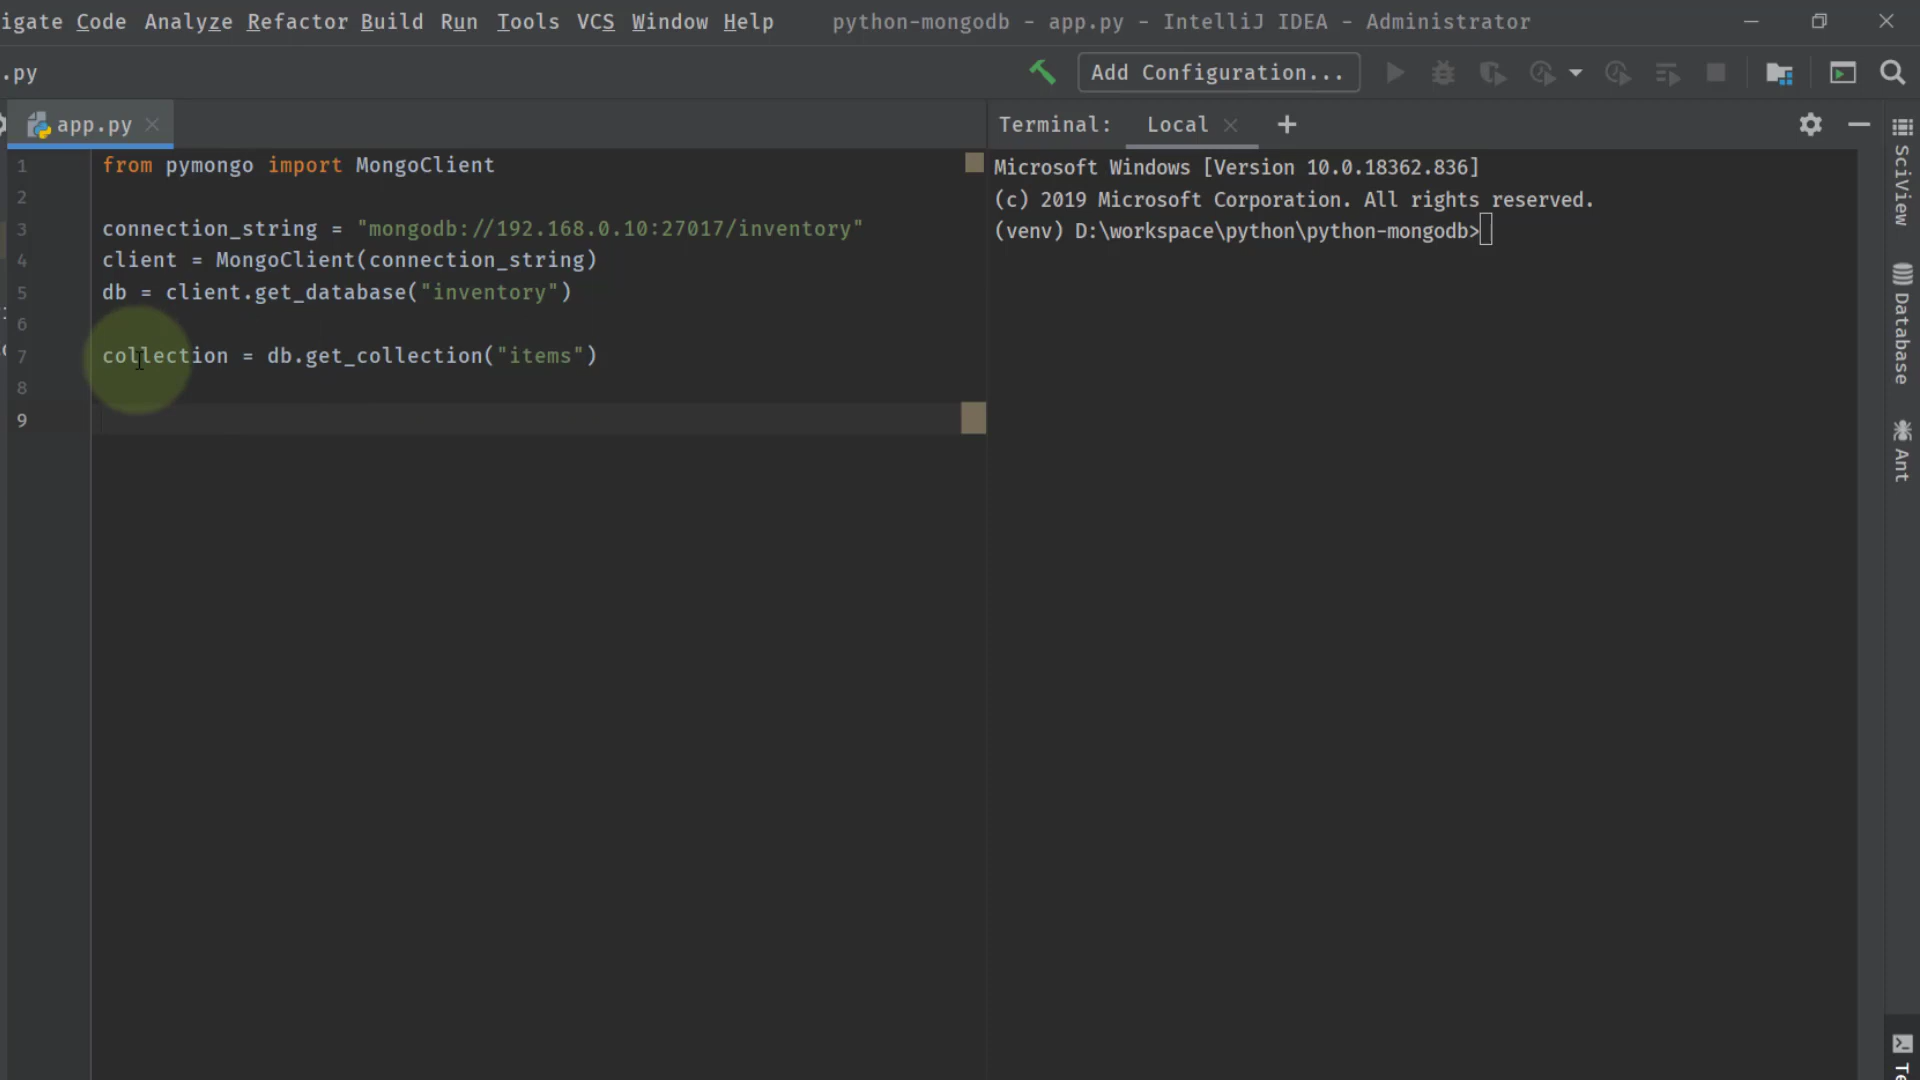 igate Code Analyze Refactor Build Run Tools VCS Window Help python-mongodb - app.py - IntelliJ IDEA - Administrator
.py Add Configuration...
app.py
Terminal: Local
1 from pymongo import MongoClient
2
3 connection_string = "mongodb://192.168.0.10:27017/inventory"
4 client = MongoClient(connection_string)
5 db = client.get_database("inventory")
6
7 collection = db.get_collection("items")
8
9
Microsoft Windows [Version 10.0.18362.836]
(c) 2019 Microsoft Corporation. All rights reserved.
(venv) D:\workspace\python\python-mongodb>
SciView
Database
Ant